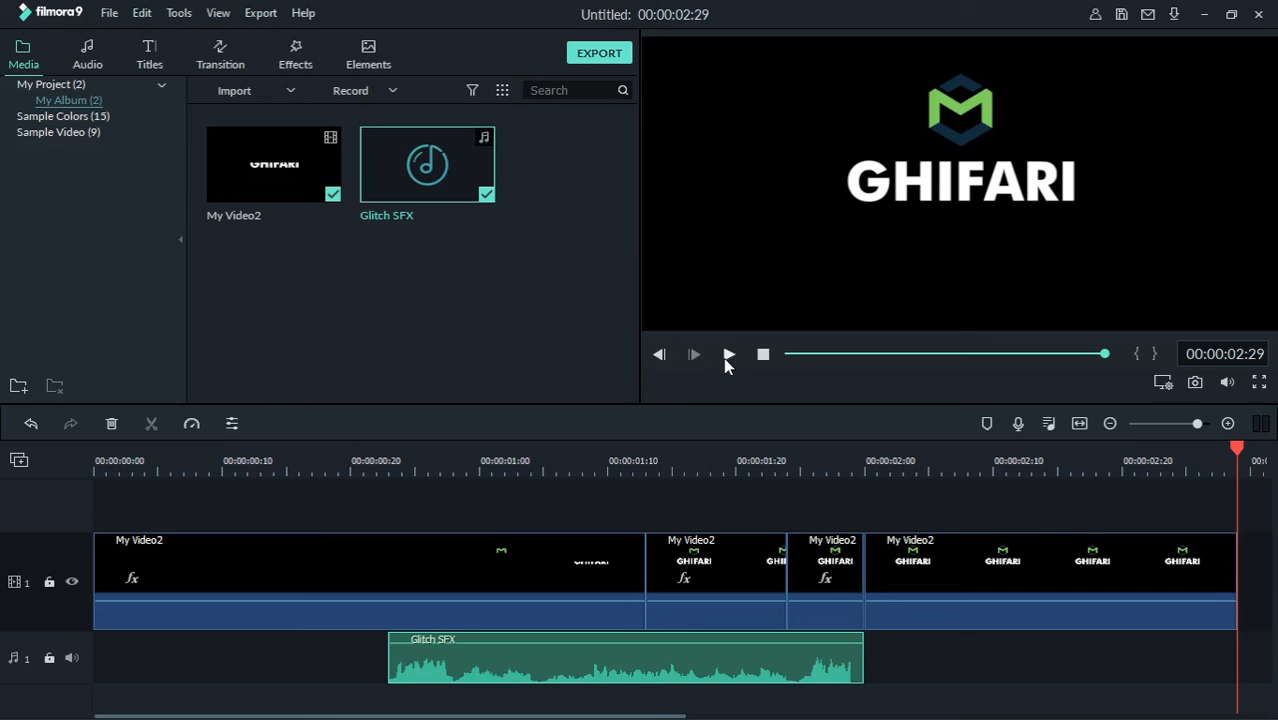 filmora9 File Edit Tools View Export Help Untitled: 00:00:02:29
Media Audio Titles Transition Effects Elements EXPORT
My Project (2)
My Album (2)
Sample Colors (15)
Sample Video (9)
Import Record Search
GHIFARI
My Video2 Glitch SFX
M
GHIFARI
{ } 00:00:02:29
00:00:00:00 00:00:00:10 00:00:00:20 00:00:01:00 00:00:01:10 00:00:01:20 00:00:02:00 00:00:02:10 00:00:02:20
My Video2 My Video2 My Video2 My Video2
GHIFARI GHIFARI GHIFARI GHIFARI GHIFARI GHIFARI
fx fx fx
1
Glitch SFX
1